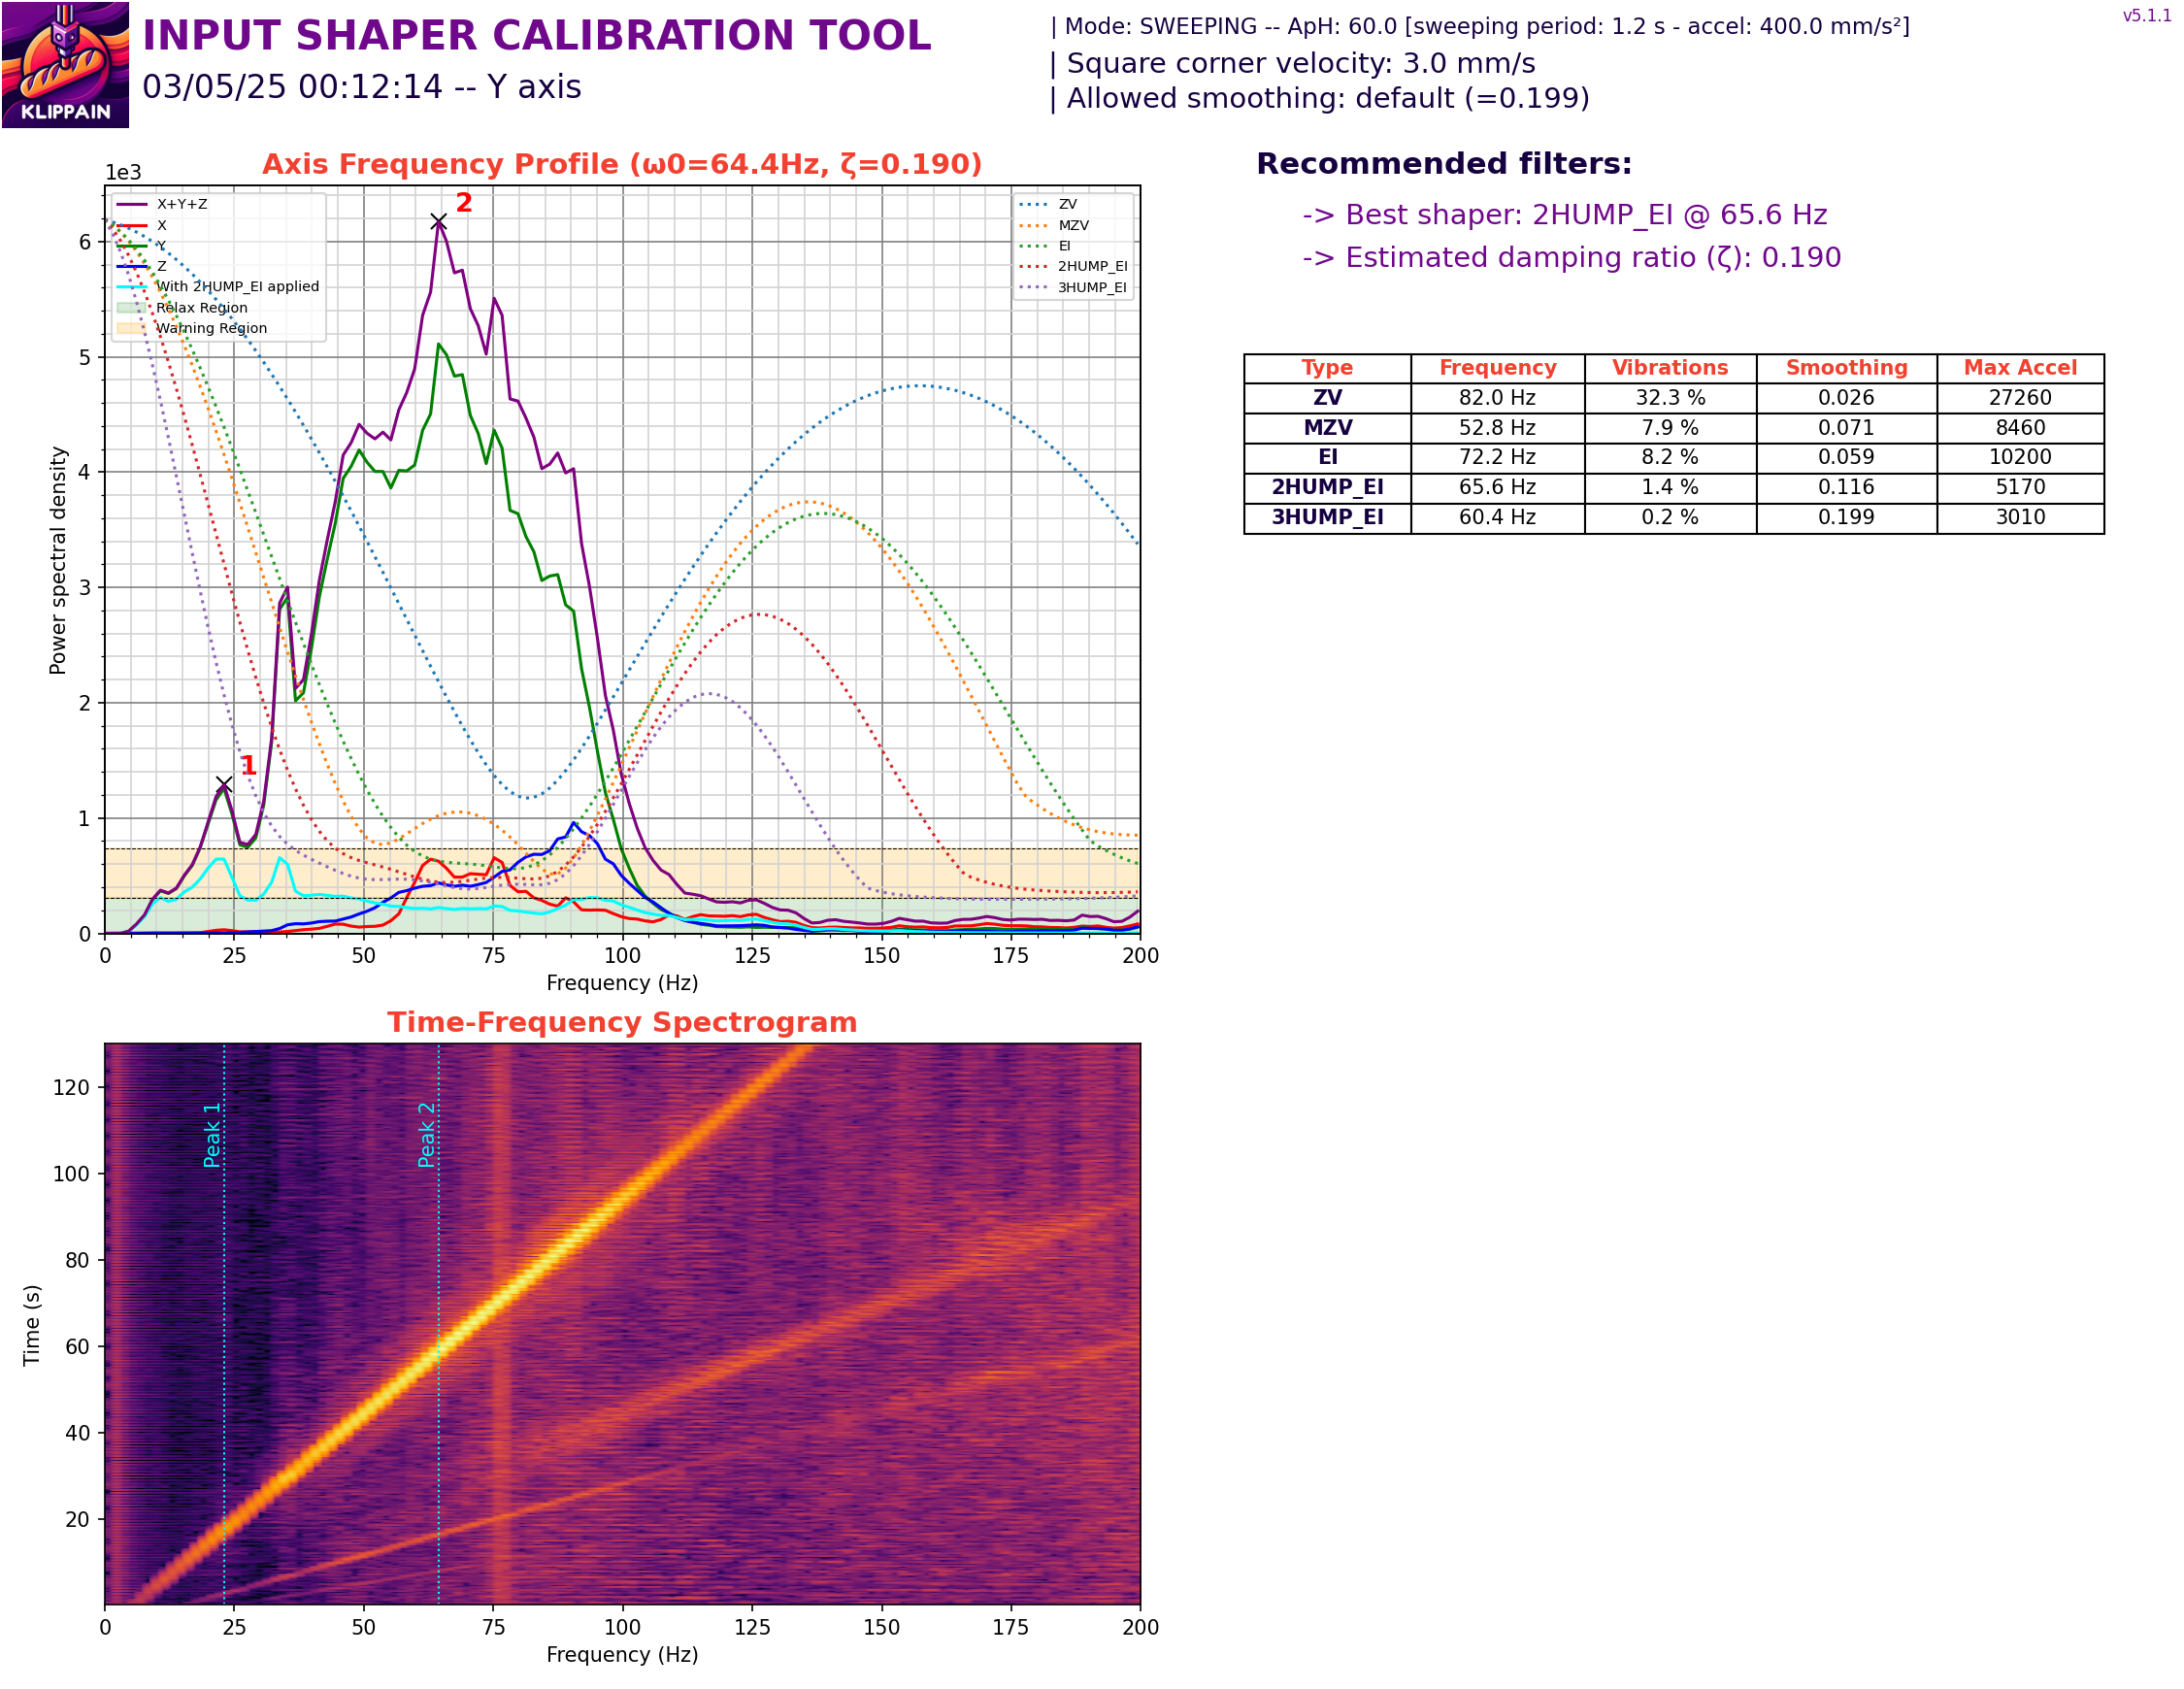 KLIPPAIN
INPUT SHAPER CALIBRATION TOOL
03/05/25 00:12:14 -- Y axis
| Mode: SWEEPING -- ApH: 60.0 [sweeping period: 1.2 s - accel: 400.0 mm/s²]
| Square corner velocity: 3.0 mm/s
| Allowed smoothing: default (=0.199)
v5.1.1
Axis Frequency Profile (ω0=64.4Hz, ζ=0.190)
1e3
X+Y+Z
X
Y
Z
With 2HUMP_EI applied
Relax Region
Warning Region
ZV
MZV
EI
2HUMP_EI
3HUMP_EI
2
1
Power spectral density
6
5
4
3
2
1
0
0 25 50 75 100 125 150 175 200
Frequency (Hz)
Recommended filters:
-> Best shaper: 2HUMP_EI @ 65.6 Hz
-> Estimated damping ratio (ζ): 0.190
Type Frequency Vibrations Smoothing Max Accel
ZV 82.0 Hz 32.3 % 0.026 27260
MZV 52.8 Hz 7.9 % 0.071 8460
EI 72.2 Hz 8.2 % 0.059 10200
2HUMP_EI 65.6 Hz 1.4 % 0.116 5170
3HUMP_EI 60.4 Hz 0.2 % 0.199 3010
Time-Frequency Spectrogram
Peak 1
Peak 2
Time (s)
120
100
80
60
40
20
0 25 50 75 100 125 150 175 200
Frequency (Hz)